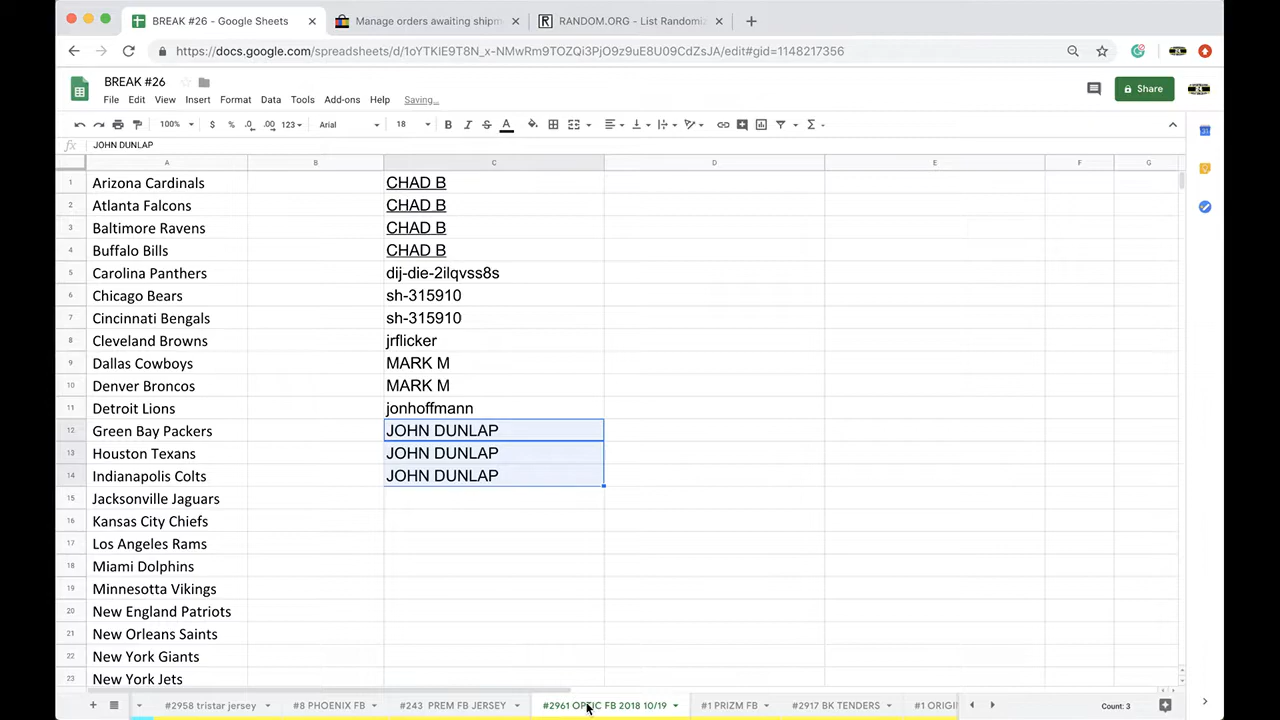 BREAK #26 - Google Sheets
Manage orders awaiting shipm
RANDOM.ORG - List Randomiz
https://docs.google.com/spreadsheets/d/1oYTKIE9T8N_x-NMwRm9TOZQi3PjO9z9uE8U09CdZsJA/edit#gid=1148217356
BREAK #26
File Edit View Insert Format Data Tools Add-ons Help Saving...
Share
100% $ % .0 .00 123 Arial 18 B I S A
fx JOHN DUNLAP
A B C D E F G
1 Arizona Cardinals CHAD B
2 Atlanta Falcons CHAD B
3 Baltimore Ravens CHAD B
4 Buffalo Bills CHAD B
5 Carolina Panthers dij-die-2ilqvss8s
6 Chicago Bears sh-315910
7 Cincinnati Bengals sh-315910
8 Cleveland Browns jrflicker
9 Dallas Cowboys MARK M
10 Denver Broncos MARK M
11 Detroit Lions jonhoffmann
12 Green Bay Packers JOHN DUNLAP
13 Houston Texans JOHN DUNLAP
14 Indianapolis Colts JOHN DUNLAP
15 Jacksonville Jaguars
16 Kansas City Chiefs
17 Los Angeles Rams
18 Miami Dolphins
19 Minnesotta Vikings
20 New England Patriots
21 New Orleans Saints
22 New York Giants
23 New York Jets
#2958 tristar jersey #8 PHOENIX FB #243 PREM FB JERSEY #2961 OPTIC FB 2018 10/19 #1 PRIZM FB #2917 BK TENDERS #1 ORIGIN Count: 3